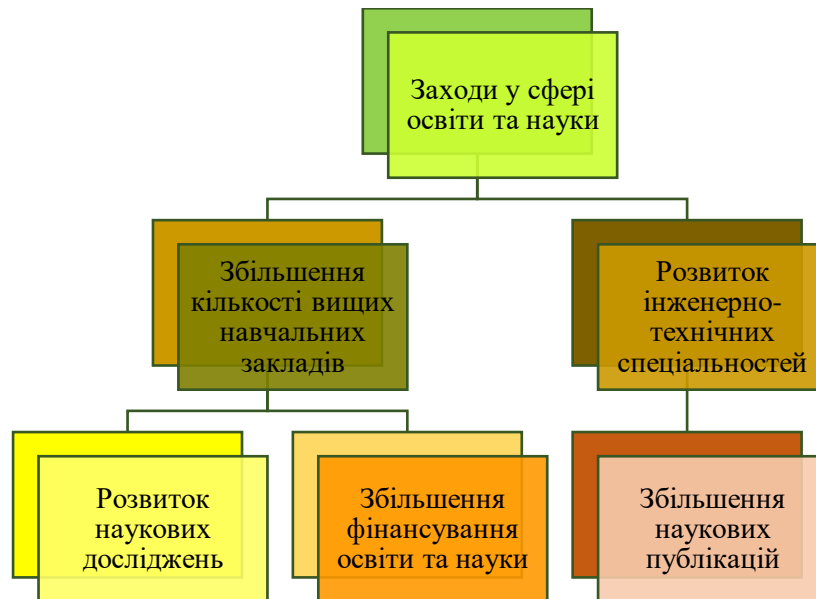 Заходи у сфері
освіти та науки
Збільшення
кількості вищих
навчальних
закладів
Розвиток
інженерно-
технічних
спеціальностей
Розвиток
наукових
досліджень
Збільшення
фінансування
освіти та науки
Збільшення
наукових
публікацій